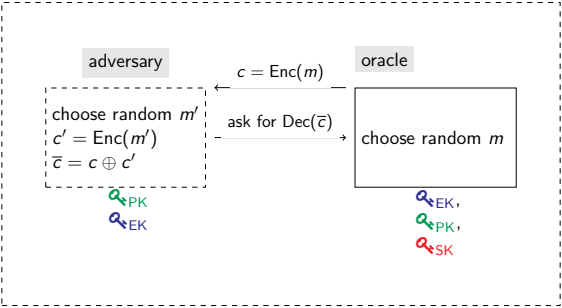 adversary
oracle
c = Enc(m)
choose random m′
c′ = Enc(m′)
c̅ = c ⊕ c′
ask for Dec(c̅)
choose random m
PK
EK
EK,
PK,
SK